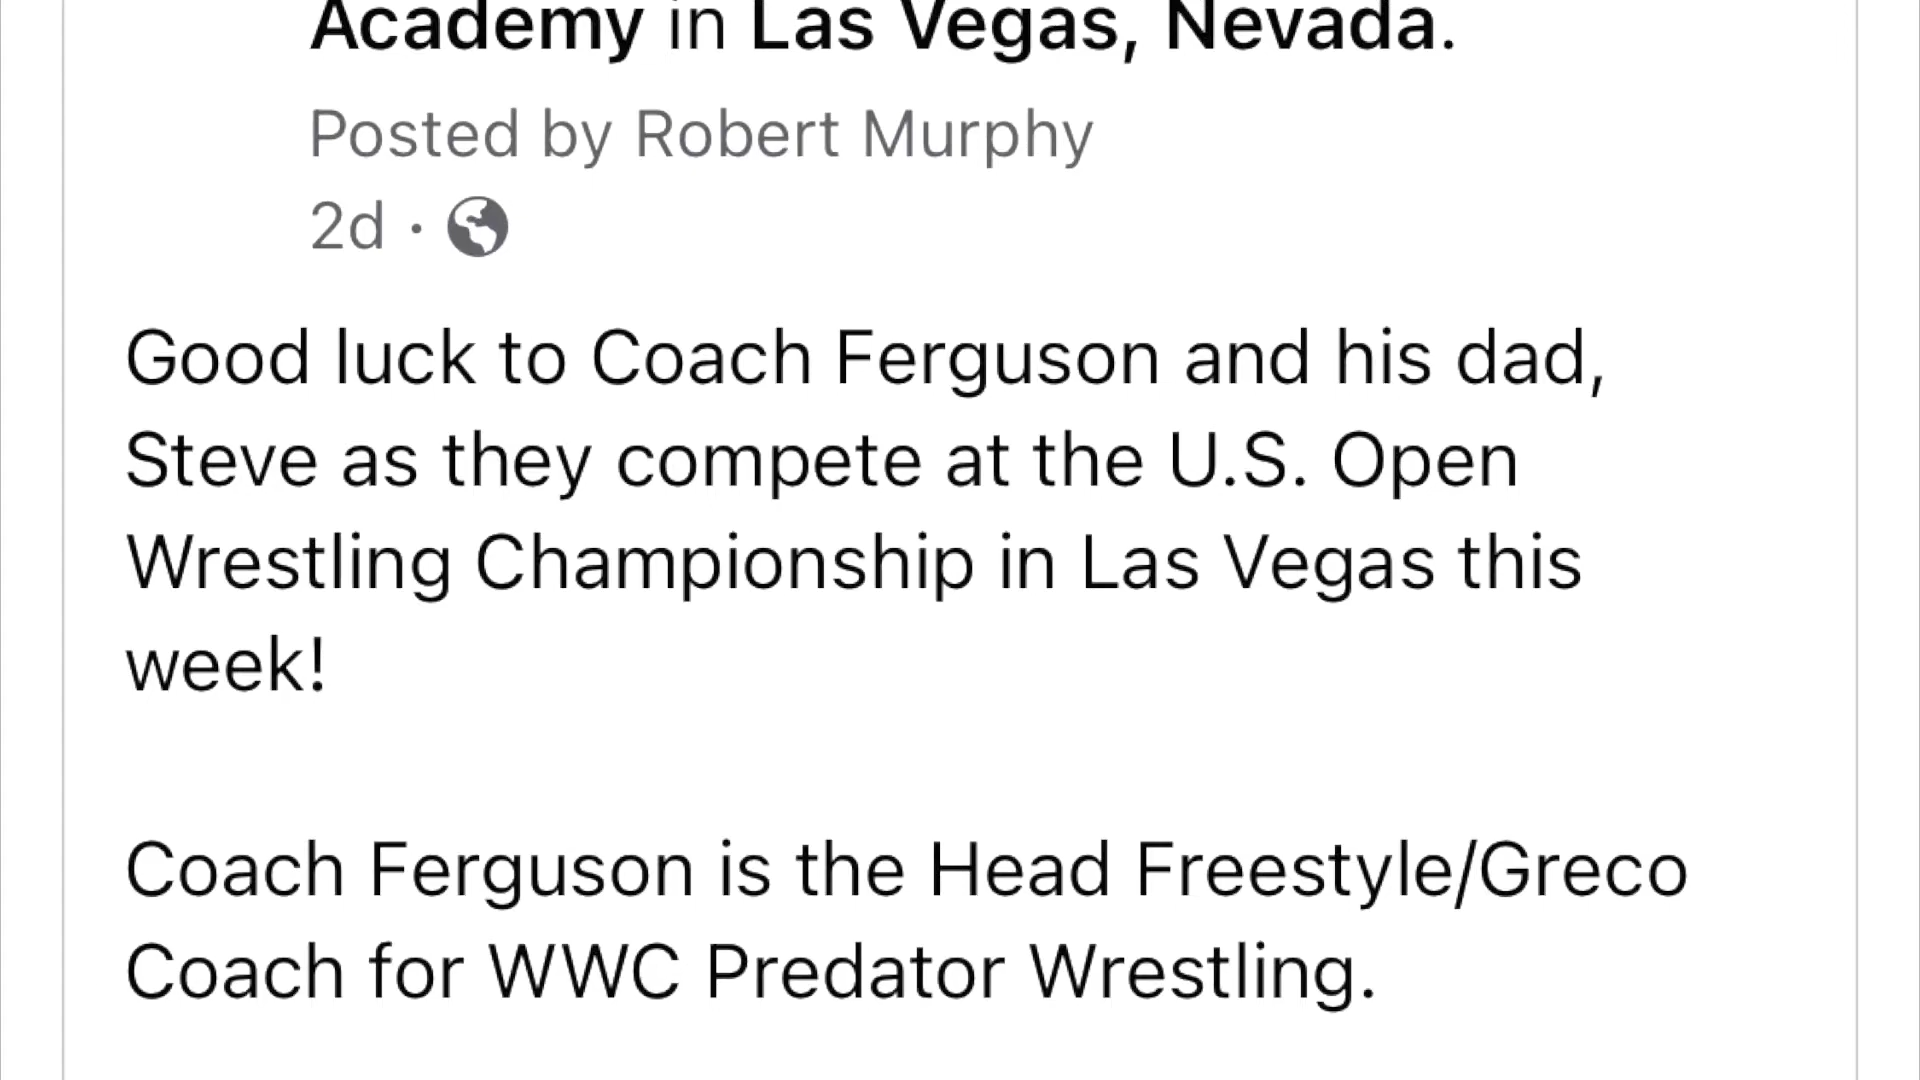 Academy in Las Vegas, Nevada.
Posted by Robert Murphy
2d ·
Good luck to Coach Ferguson and his dad,
Steve as they compete at the U.S. Open
Wrestling Championship in Las Vegas this
week!
Coach Ferguson is the Head Freestyle/Greco
Coach for WWC Predator Wrestling.